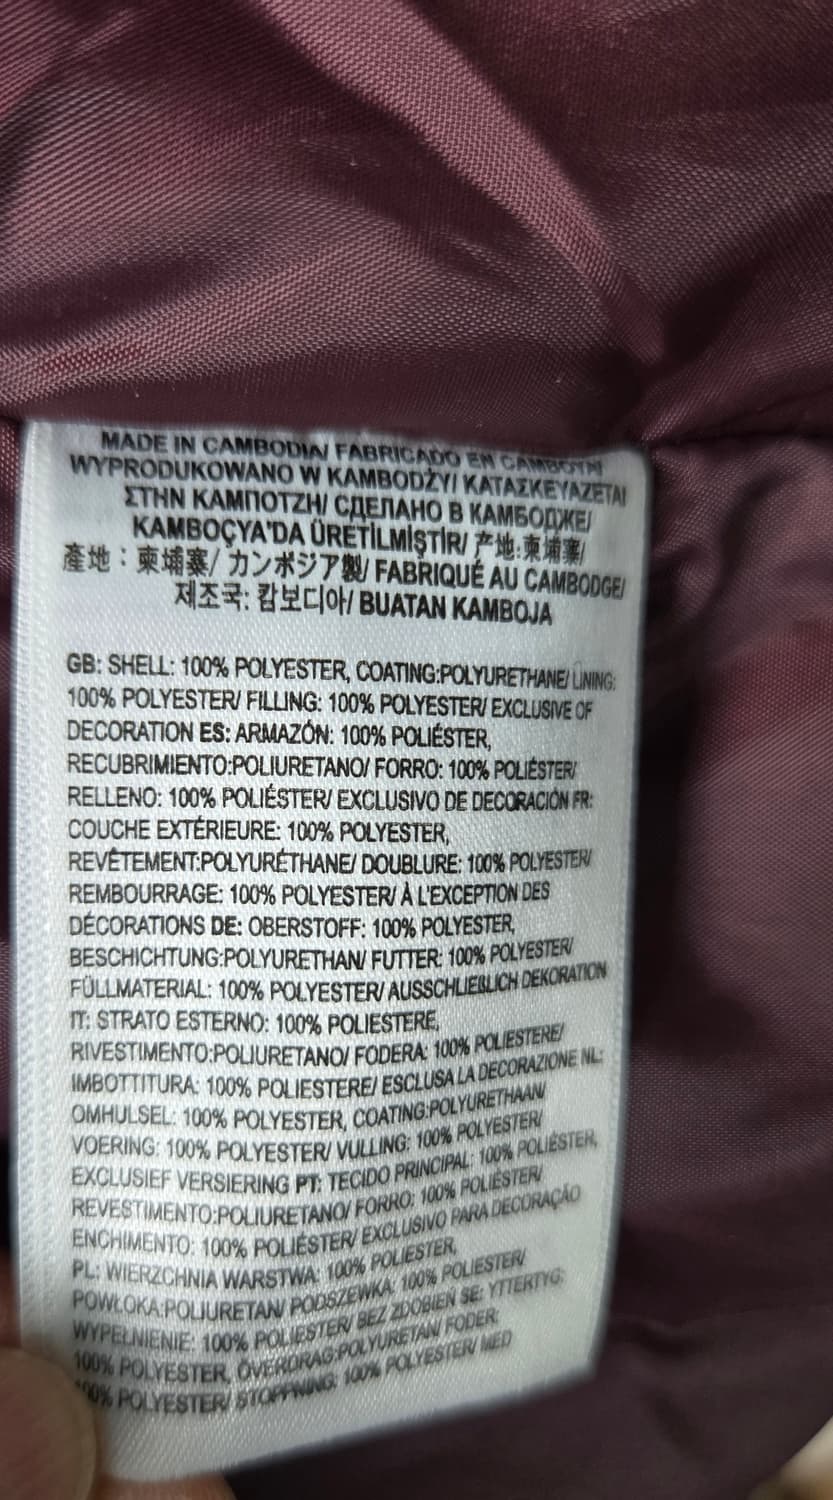 MADE IN CAMBODIA/ FABRICADO EN CAMBOYA/
WYPRODUKOWANO W KAMBODŻY/ ΚΑΤΑΣΚΕΥΑΖΕΤΑΙ
ΣΤΗΝ ΚΑΜΠΟΤΖΗ/ СДЕЛАНО В КАМБОДЖЕ/
KAMBOÇYA'DA ÜRETİLMİŞTİR/ 产地:柬埔寨/
產地：柬埔寨/ カンボジア製/ FABRIQUÉ AU CAMBODGE/
제조국: 캄보디아/ BUATAN KAMBOJA
GB: SHELL: 100% POLYESTER, COATING:POLYURETHANE/ LINING:
100% POLYESTER/ FILLING: 100% POLYESTER/ EXCLUSIVE OF
DECORATION ES: ARMAZÓN: 100% POLIÉSTER,
RECUBRIMIENTO:POLIURETANO/ FORRO: 100% POLIÉSTER/
RELLENO: 100% POLIÉSTER/ EXCLUSIVO DE DECORACIÓN FR:
COUCHE EXTÉRIEURE: 100% POLYESTER,
REVÊTEMENT:POLYURÉTHANE/ DOUBLURE: 100% POLYESTER/
REMBOURRAGE: 100% POLYESTER/ À L'EXCEPTION DES
DÉCORATIONS DE: OBERSTOFF: 100% POLYESTER,
BESCHICHTUNG:POLYURETHAN/ FUTTER: 100% POLYESTER/
FÜLLMATERIAL: 100% POLYESTER/ AUSSCHLIEßLICH DEKORATION
IT: STRATO ESTERNO: 100% POLIESTERE,
RIVESTIMENTO:POLIURETANO/ FODERA: 100% POLIESTERE/
IMBOTTITURA: 100% POLIESTERE/ ESCLUSA LA DECORAZIONE NL:
OMHULSEL: 100% POLYESTER, COATING:POLYURETHAAN/
VOERING: 100% POLYESTER/ VULLING: 100% POLYESTER/
EXCLUSIEF VERSIERING PT: TECIDO PRINCIPAL: 100% POLIÉSTER,
REVESTIMENTO:POLIURETANO/ FORRO: 100% POLIÉSTER/
ENCHIMENTO: 100% POLIÉSTER/ EXCLUSIVO PARA DECORAÇÃO
PL: WIERZCHNIA WARSTWA: 100% POLIESTER,
POWŁOKA:POLIURETAN/ PODSZEWKA: 100% POLIESTER/
WYPEŁNIENIE: 100% POLIESTER/ BEZ ZDOBIEŃ SE: YTTERTYG:
100% POLYESTER, ÖVERDRAG:POLYURETAN/ FODER:
100% POLYESTER/ STOPPNING: 100% POLYESTER/ MED